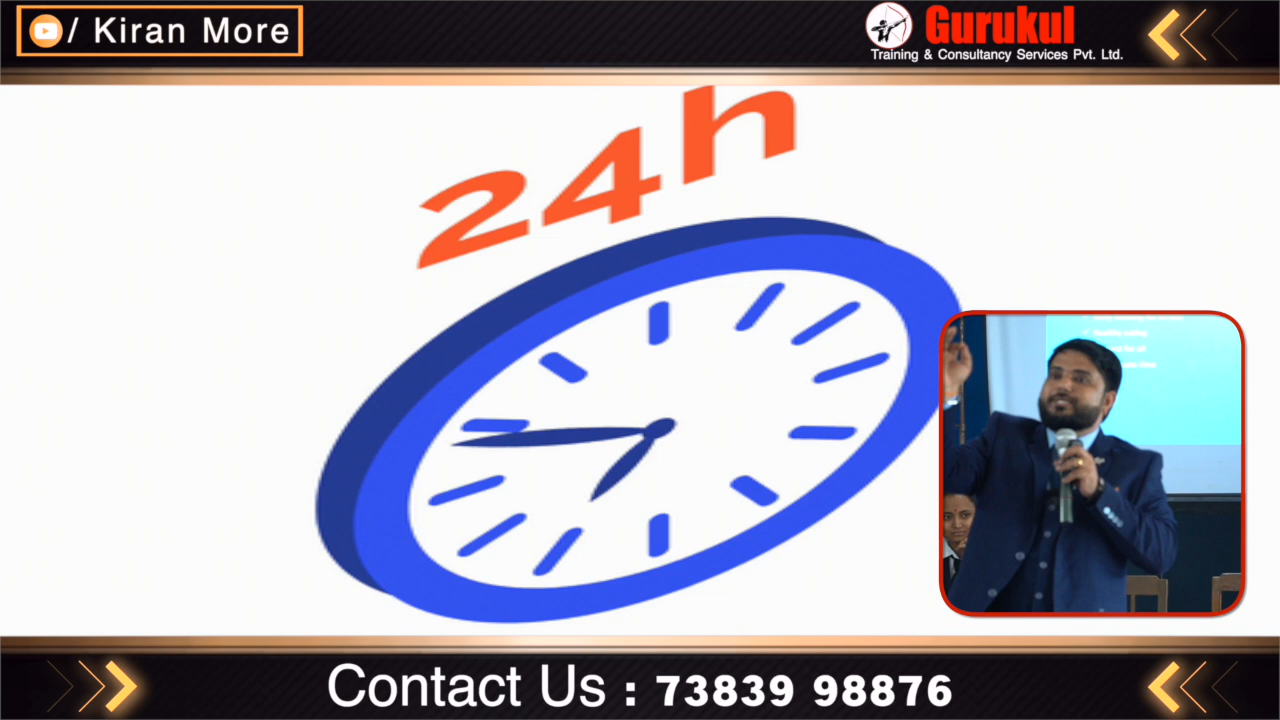 / Kiran More
Gurukul
Training & Consultancy Services Pvt. Ltd.
24h
Contact Us : 73839 98876